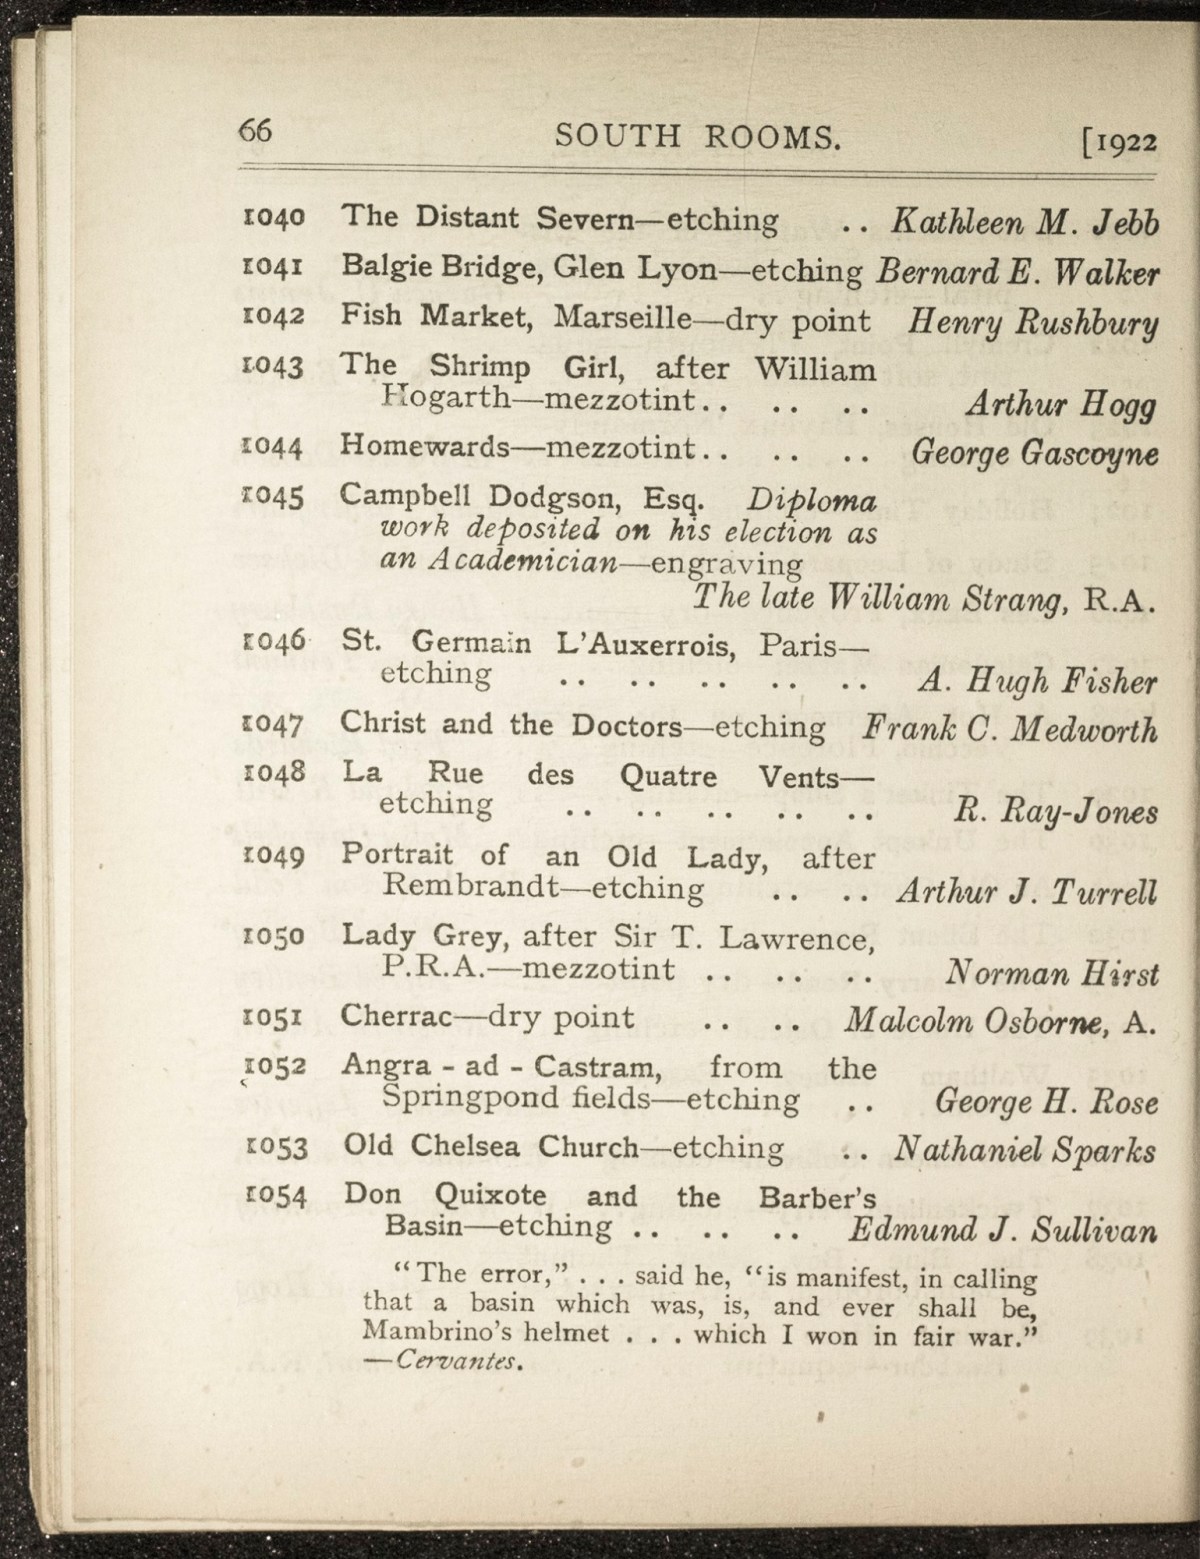 66 SOUTH ROOMS. [1922
1040 The Distant Severn—etching .. Kathleen M. Jebb
1041 Balgie Bridge, Glen Lyon—etching Bernard E. Walker
1042 Fish Market, Marseille—dry point Henry Rushbury
1043 The Shrimp Girl, after William
Hogarth—mezzotint.. .. .. Arthur Hogg
1044 Homewards—mezzotint.. .. .. George Gascoyne
1045 Campbell Dodgson, Esq. Diploma
work deposited on his election as
an Academician—engraving
The late William Strang, R.A.
1046 St. Germain L'Auxerrois, Paris—
etching .. .. .. .. .. A. Hugh Fisher
1047 Christ and the Doctors—etching Frank C. Medworth
1048 La Rue des Quatre Vents—
etching .. .. .. .. .. R. Ray-Jones
1049 Portrait of an Old Lady, after
Rembrandt—etching .. .. Arthur J. Turrell
1050 Lady Grey, after Sir T. Lawrence,
P.R.A.—mezzotint .. .. .. Norman Hirst
1051 Cherrac—dry point .. .. Malcolm Osborne, A.
1052 Angra - ad - Castram, from the
Springpond fields—etching .. George H. Rose
1053 Old Chelsea Church—etching .. Nathaniel Sparks
1054 Don Quixote and the Barber's
Basin—etching .. .. .. Edmund J. Sullivan
"The error," . . . said he, "is manifest, in calling
that a basin which was, is, and ever shall be,
Mambrino's helmet . . . which I won in fair war."
—Cervantes.